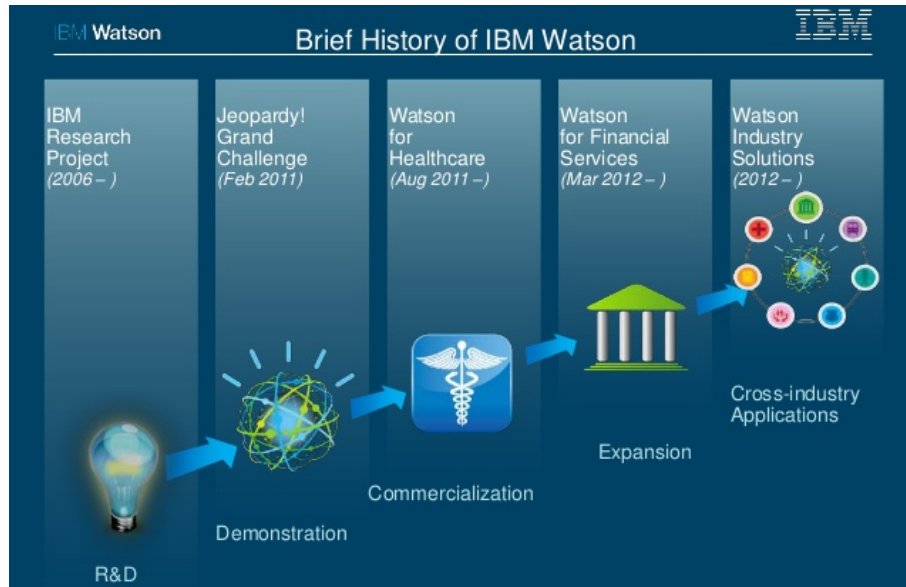 IBM Watson
Brief History of IBM Watson
IBM
IBM
Research
Project
(2006 – )
Jeopardy!
Grand
Challenge
(Feb 2011)
Watson
for
Healthcare
(Aug 2011 –)
Watson
for Financial
Services
(Mar 2012 – )
Watson
Industry
Solutions
(2012 – )
Cross-industry
Applications
Expansion
Commercialization
Demonstration
R&D